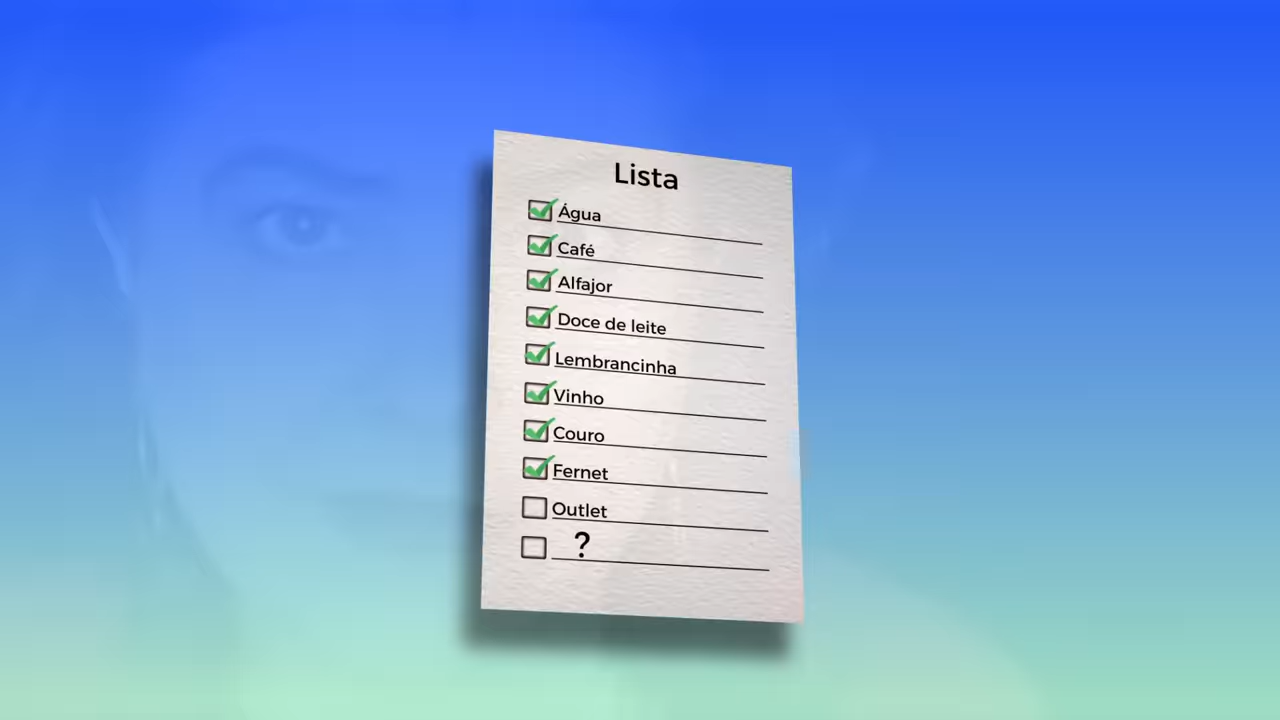 Lista
Água
Café
Alfajor
Doce de leite
Lembrancinha
Vinho
Couro
Fernet
Outlet
?